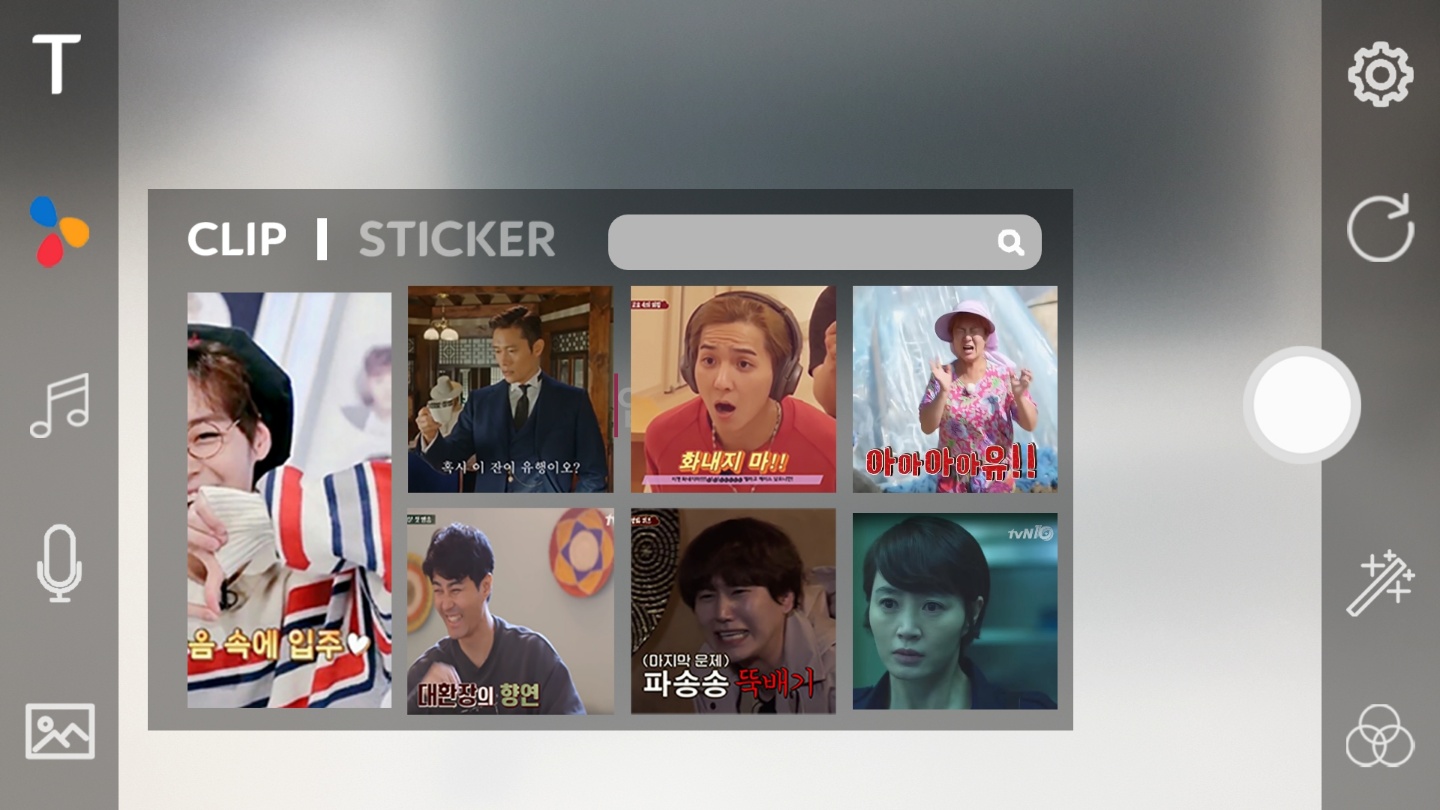 T
CLIP | STICKER
혹시 이 잔이 유행이오?
화내지 마!!
아아아아유!!
음 속에 입주
대환장의 향연
(마지막 문제)
파송송 뚝배기
tvN10